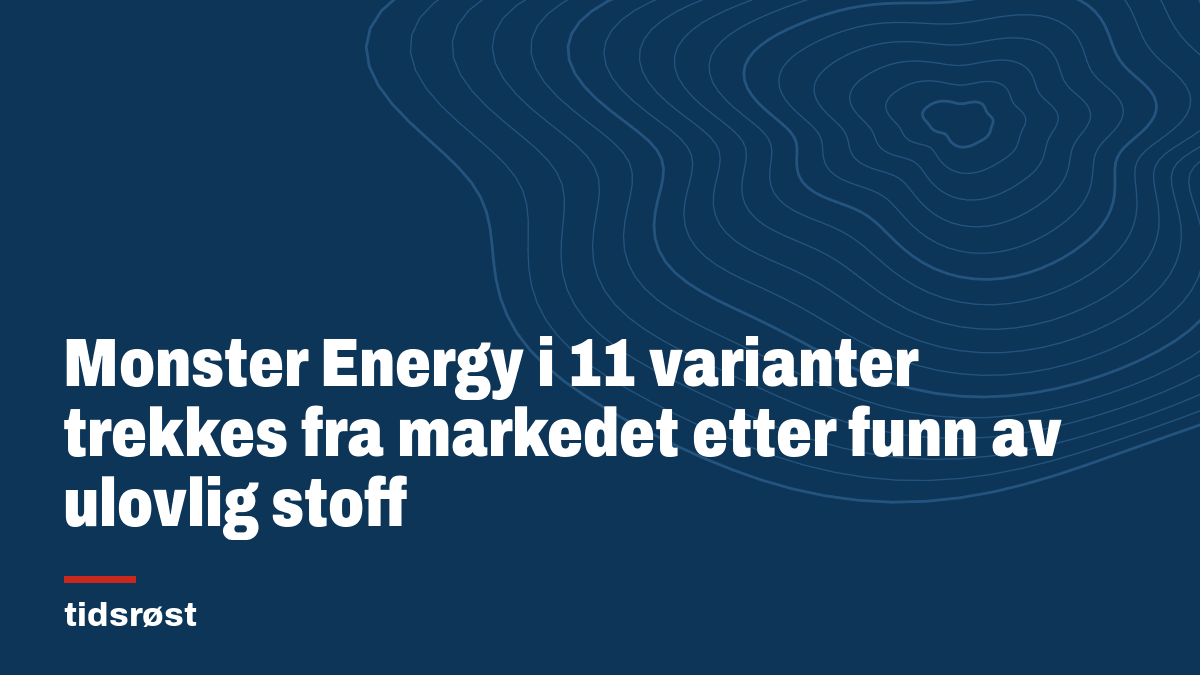 Monster Energy i 11 varianter
trekkes fra markedet etter funn av
ulovlig stoff
tidsrøst